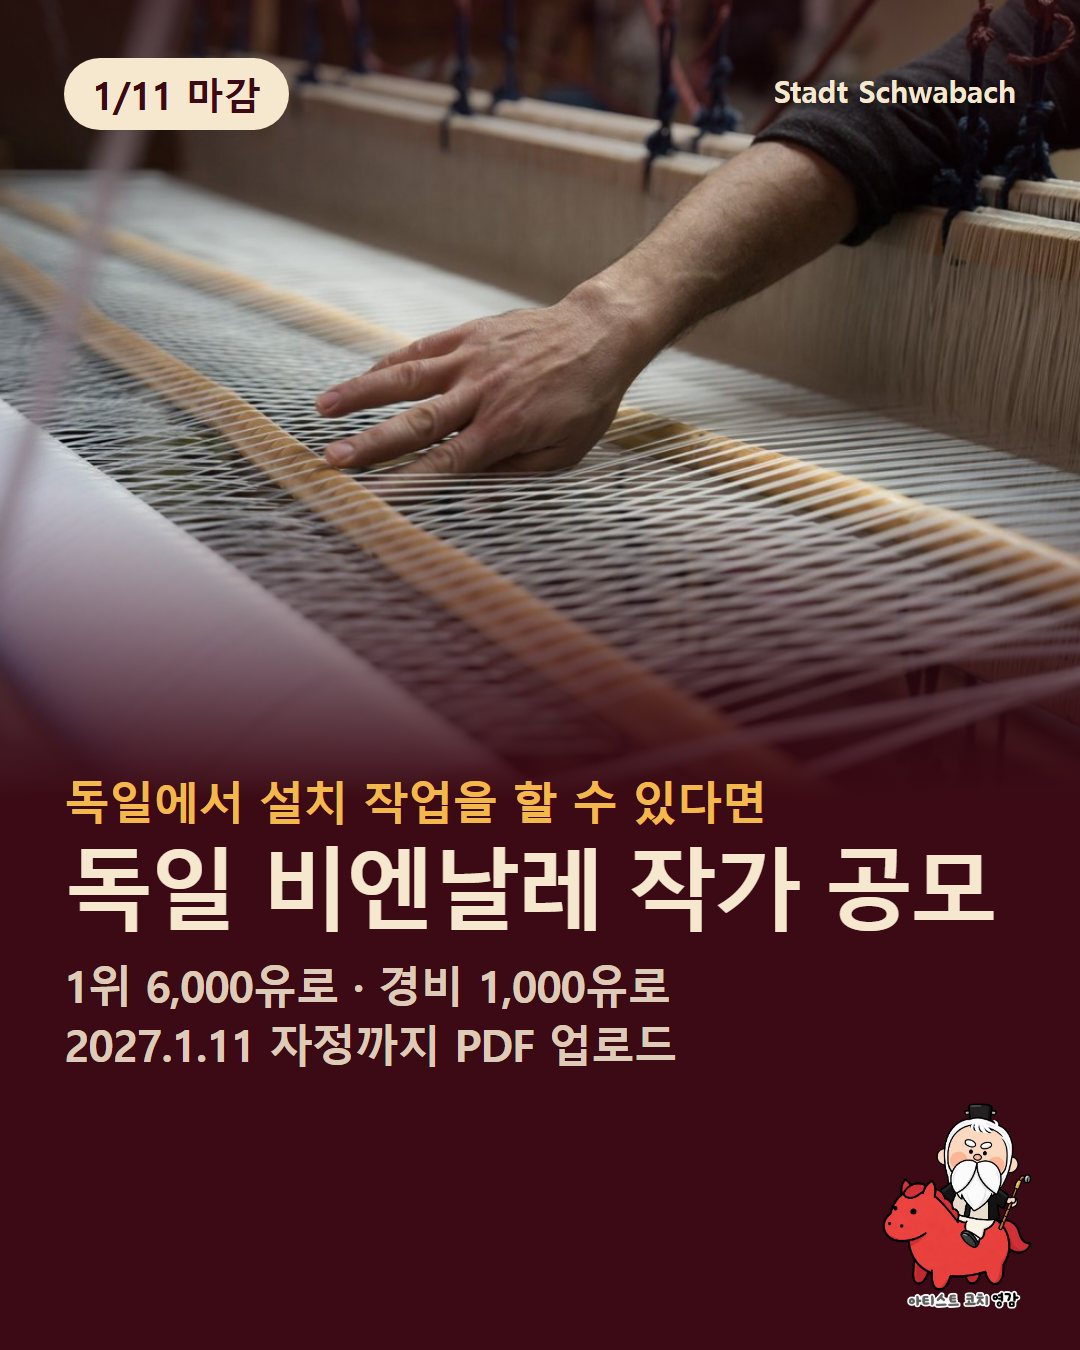 1/11 마감
Stadt Schwabach
독일에서 설치 작업을 할 수 있다면
독일 비엔날레 작가 공모
1위 6,000유로 · 경비 1,000유로
2027.1.11 자정까지 PDF 업로드
아티스트 코치 영감